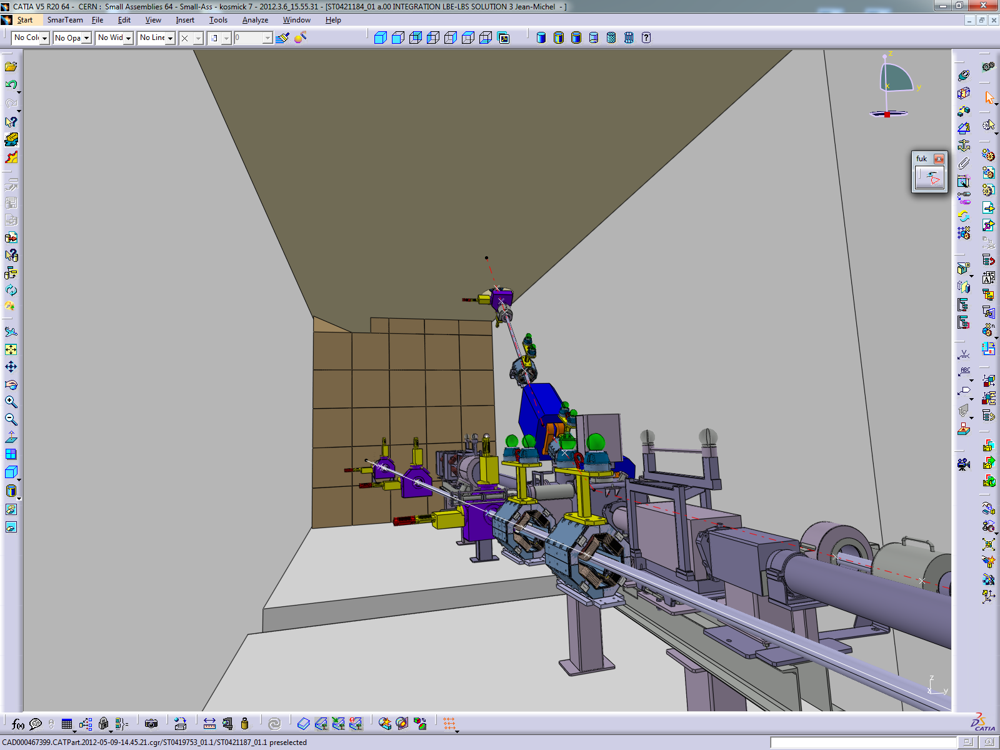 CATIA V5 R20 64 - CERN : Small Assemblies 64 - Small-Ass - kosmick 7 - 2012.3.6_15.55.31 - [ST0421184_01 a.00 INTEGRATION LBE-LBS SOLUTION 3 Jean-Michel - ]
Start SmarTeam File Edit View Insert Tools Analyze Window Help
No Col No Opa No Wid No Line 0
z
x y
fuk
ABC
z
x y
f(x)
DS
CATIA
CAD000467399.CATPart.2012-05-09-14.45.21.cgr/ST0419753_01.1/ST0421187_01.1 preselected